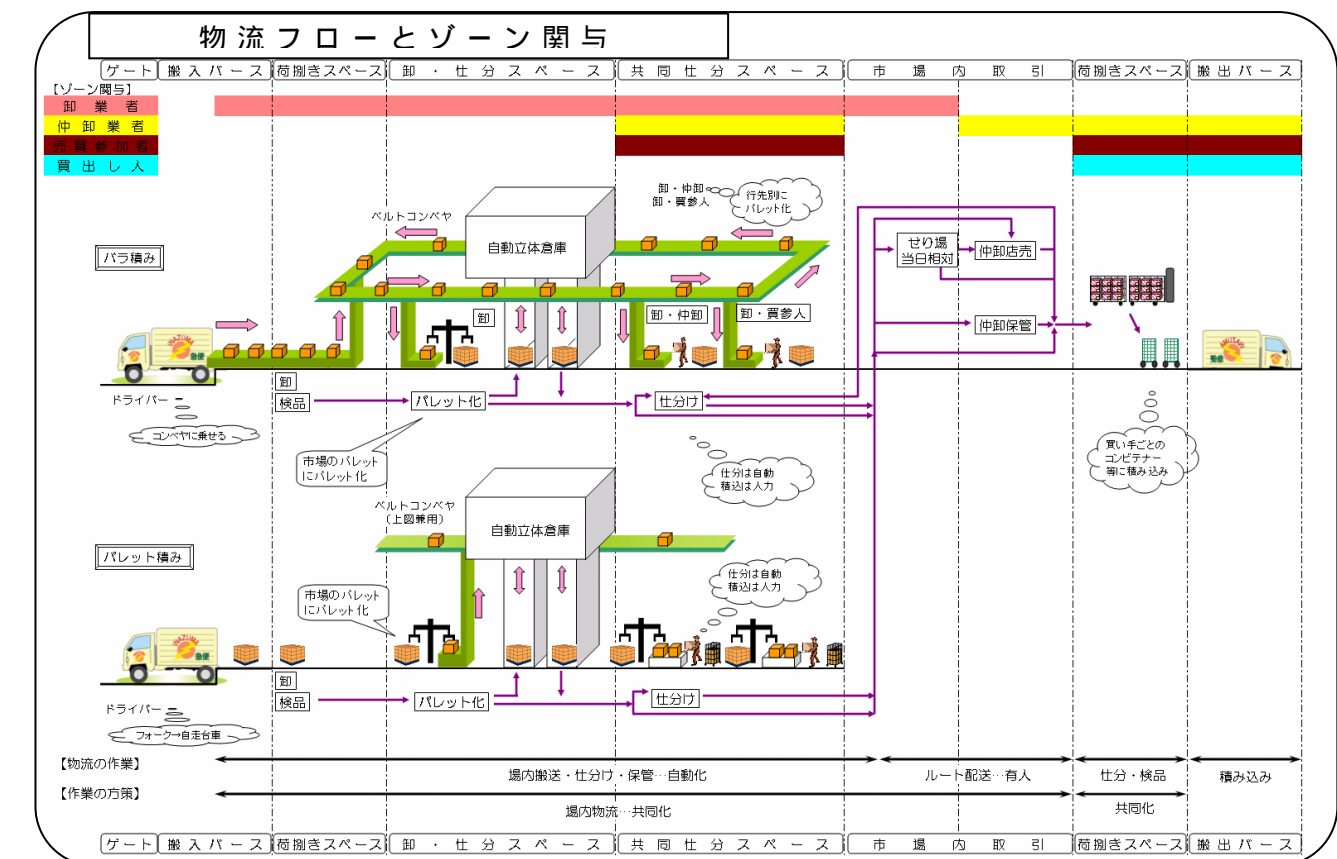 物流フローとゾーン関与
ゲート 搬入バース 荷捌きスペース 卸・仕分スペース 共同仕分スペース 市場内取引 荷捌きスペース 搬出バース
【ゾーン関与】
卸業者
仲卸業者
売買参加者
買出し人
卸・仲卸
卸・買参人
行先別に
パレット化
ベルトコンベヤ
自動立体倉庫
せり場
当日相対
仲卸店売
バラ積み
卸
卸・仲卸
卸・買参人
仲卸保管
ドライバー
コンベヤに乗せる
卸
検品
パレット化
仕分け
市場のパレット
にパレット化
仕分は自動
積込は人力
買い手ごとの
コンビテナー
等に積み込み
ベルトコンベヤ
(上図兼用)
自動立体倉庫
パレット積み
市場のパレット
にパレット化
仕分は自動
積込は人力
ドライバー
フォーク→自走台車
卸
検品
パレット化
仕分け
【物流の作業】
場内搬送・仕分け・保管…自動化
ルート配送…有人
仕分・検品
積み込み
【作業の方策】
場内物流…共同化
共同化
ゲート 搬入バース 荷捌きスペース 卸・仕分スペース 共同仕分スペース 市場内取引 荷捌きスペース 搬出バース